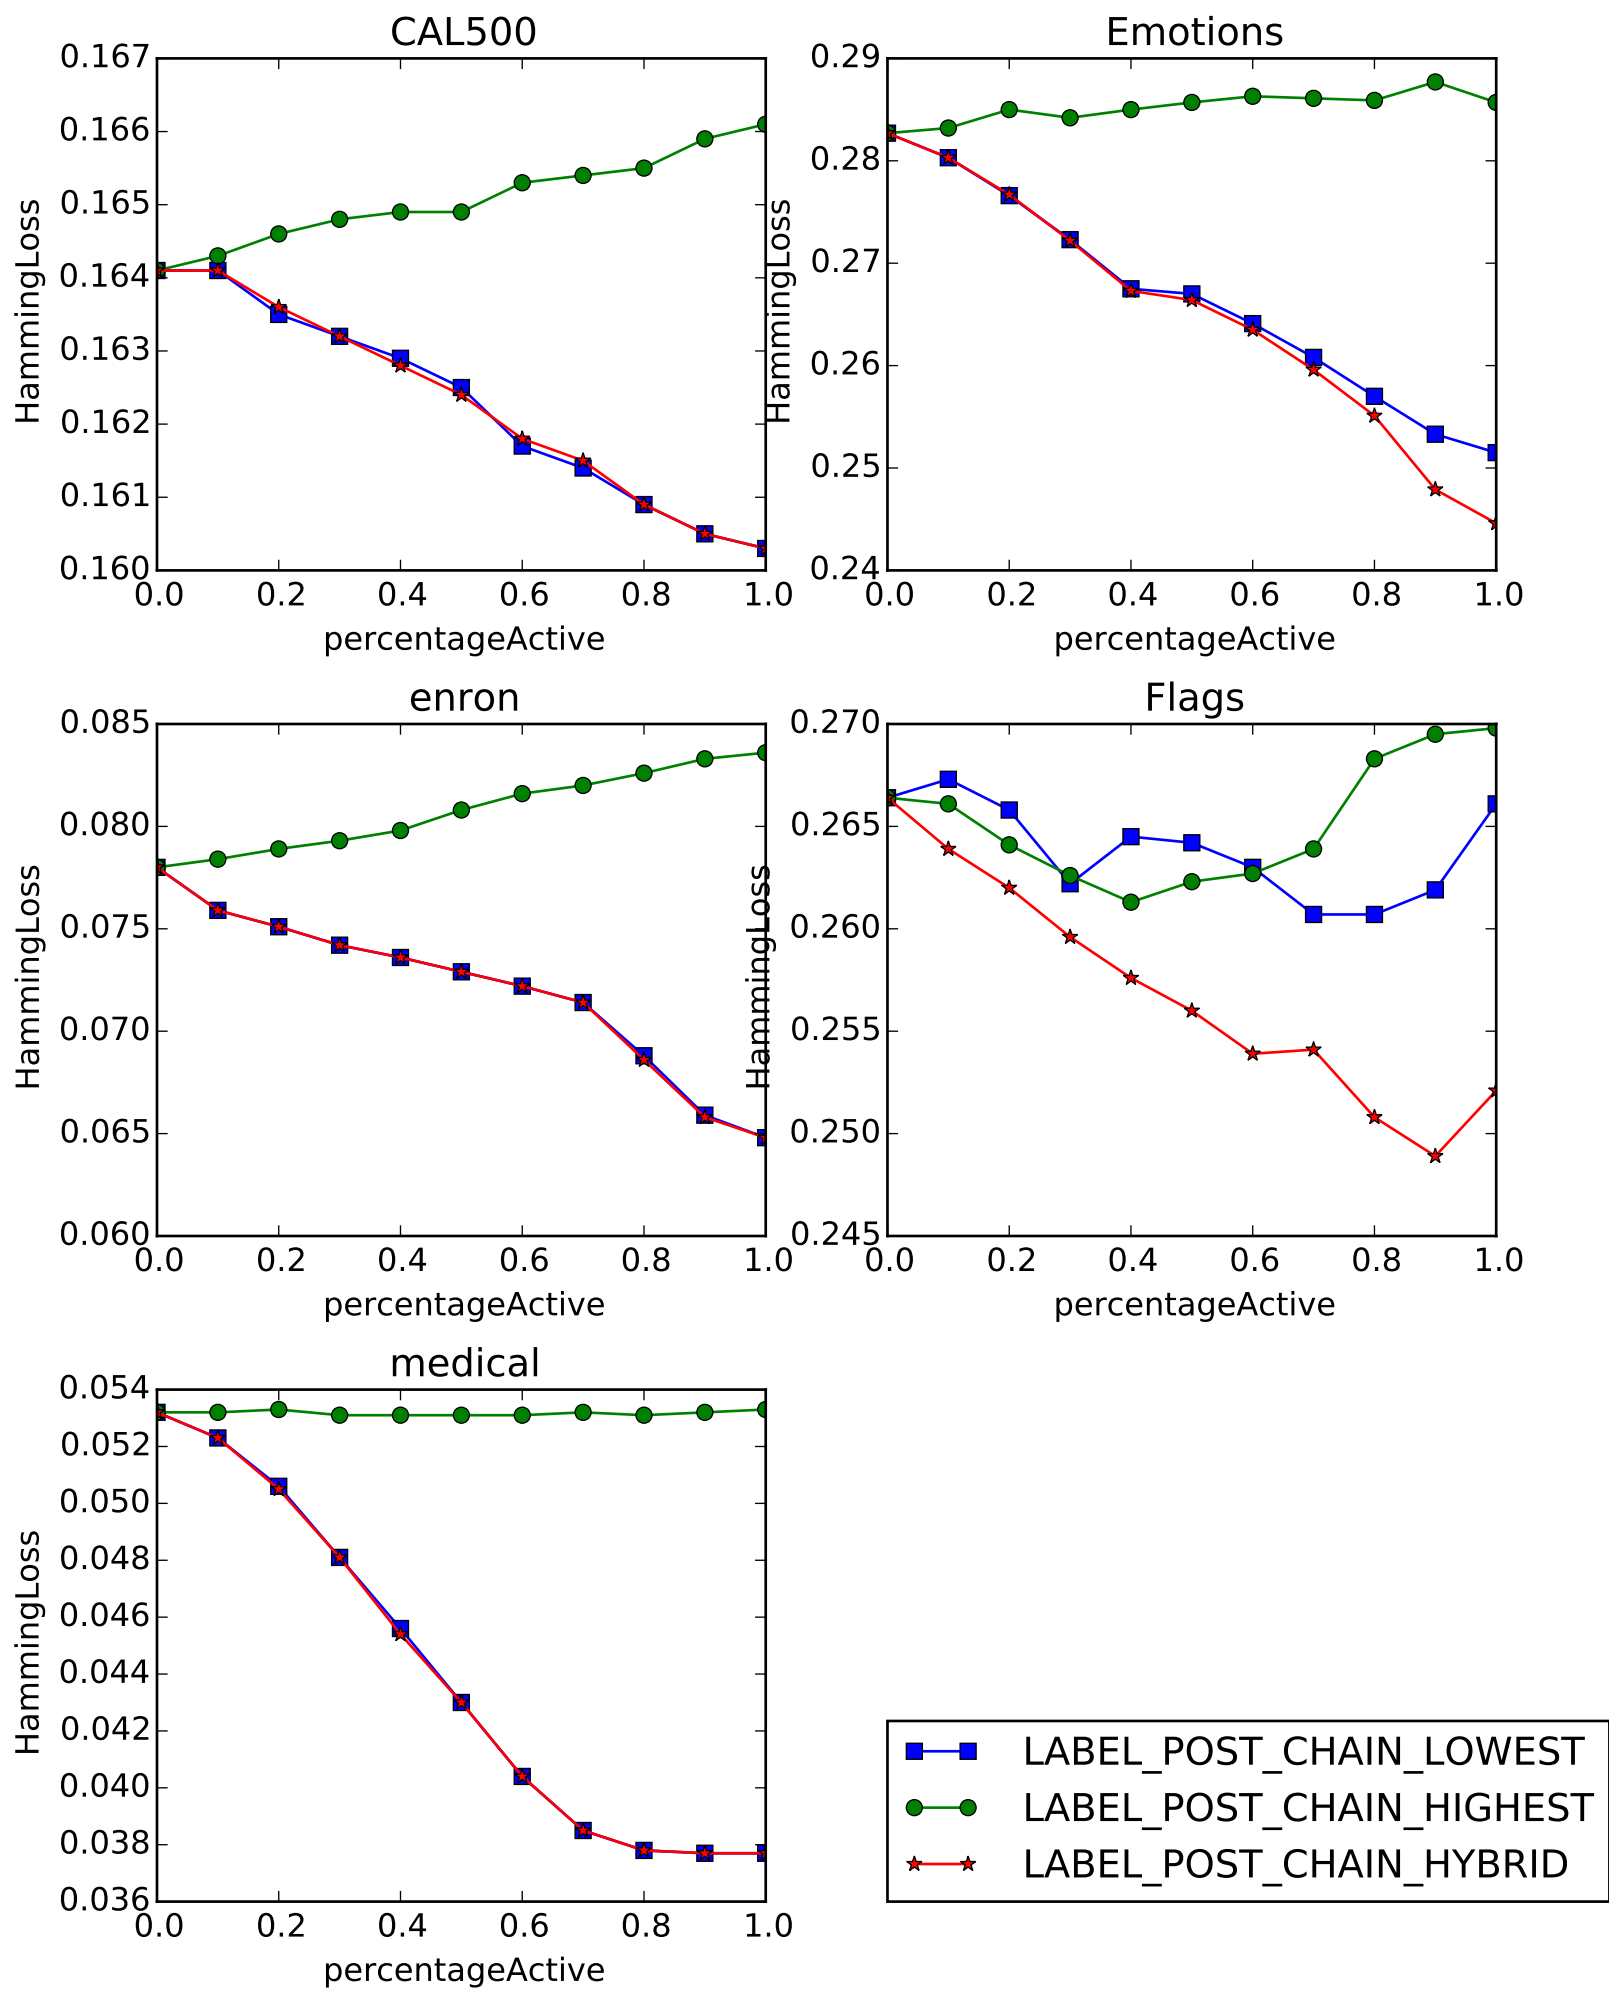 CAL500
0.167
0.166
0.165
0.164
0.163
0.162
0.161
0.160
HammingLoss
0.0 0.2 0.4 0.6 0.8 1.0
percentageActive
Emotions
0.29
0.28
0.27
0.26
0.25
0.24
HammingLoss
0.0 0.2 0.4 0.6 0.8 1.0
percentageActive
enron
0.085
0.080
0.075
0.070
0.065
0.060
HammingLoss
0.0 0.2 0.4 0.6 0.8 1.0
percentageActive
Flags
0.270
0.265
0.260
0.255
0.250
0.245
HammingLoss
0.0 0.2 0.4 0.6 0.8 1.0
percentageActive
medical
0.054
0.052
0.050
0.048
0.046
0.044
0.042
0.040
0.038
0.036
HammingLoss
0.0 0.2 0.4 0.6 0.8 1.0
percentageActive
LABEL_POST_CHAIN_LOWEST
LABEL_POST_CHAIN_HIGHEST
LABEL_POST_CHAIN_HYBRID